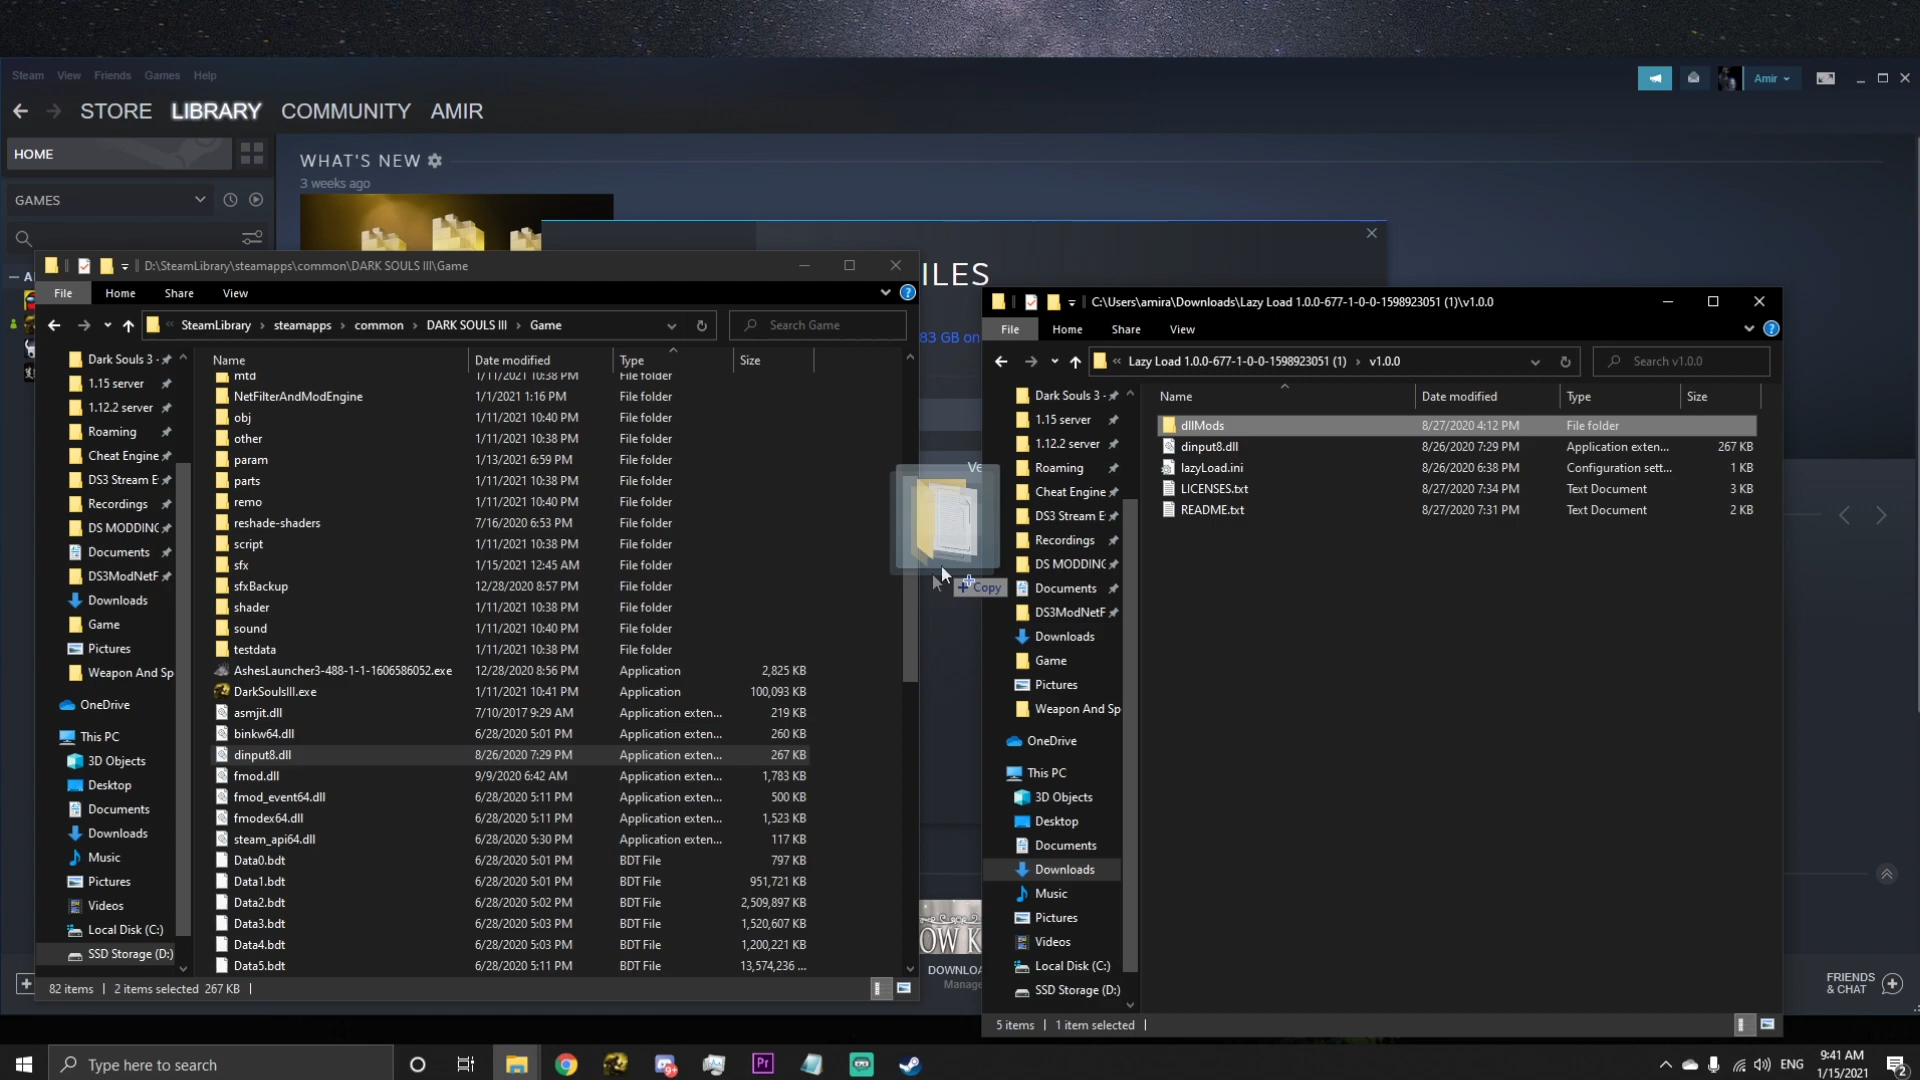 Steam View Friends Games Help
Amir
STORE LIBRARY COMMUNITY AMIR
HOME
WHAT'S NEW
3 weeks ago
GAMES
ILES
83 GB on
D:\SteamLibrary\steamapps\common\DARK SOULS III\Game
File Home Share View
SteamLibrary steamapps common DARK SOULS III Game
Search Game
Name Date modified Type Size
Dark Souls 3 -
1.15 server
1.12.2 server
Roaming
Cheat Engine
DS3 Stream E
Recordings
DS MODDING
Documents
DS3ModNetF
Downloads
Game
Pictures
Weapon And Sp
OneDrive
This PC
3D Objects
Desktop
Documents
Downloads
Music
Pictures
Videos
Local Disk (C:)
SSD Storage (D:)
mtd 1/11/2021 10:38 PM File folder
NetFilterAndModEngine 1/1/2021 1:16 PM File folder
obj 1/11/2021 10:40 PM File folder
other 1/11/2021 10:38 PM File folder
param 1/13/2021 6:59 PM File folder
parts 1/11/2021 10:38 PM File folder
remo 1/11/2021 10:40 PM File folder
reshade-shaders 7/16/2020 6:53 PM File folder
script 1/11/2021 10:38 PM File folder
sfx 1/15/2021 12:45 AM File folder
sfxBackup 12/28/2020 8:57 PM File folder
shader 1/11/2021 10:38 PM File folder
sound 1/11/2021 10:40 PM File folder
testdata 1/11/2021 10:38 PM File folder
AshesLauncher3-488-1-1-1606586052.exe 12/28/2020 8:56 PM Application 2,825 KB
DarkSoulsIII.exe 1/11/2021 10:41 PM Application 100,093 KB
asmjit.dll 7/10/2017 9:29 AM Application exten... 219 KB
binkw64.dll 6/28/2020 5:01 PM Application exten... 260 KB
dinput8.dll 8/26/2020 7:29 PM Application exten... 267 KB
fmod.dll 9/9/2020 6:42 AM Application exten... 1,783 KB
fmod_event64.dll 6/28/2020 5:11 PM Application exten... 500 KB
fmodex64.dll 6/28/2020 5:11 PM Application exten... 1,523 KB
steam_api64.dll 6/28/2020 5:30 PM Application exten... 117 KB
Data0.bdt 6/28/2020 5:01 PM BDT File 797 KB
Data1.bdt 6/28/2020 5:01 PM BDT File 951,721 KB
Data2.bdt 6/28/2020 5:02 PM BDT File 2,509,897 KB
Data3.bdt 6/28/2020 5:03 PM BDT File 1,520,607 KB
Data4.bdt 6/28/2020 5:03 PM BDT File 1,200,221 KB
Data5.bdt 6/28/2020 5:11 PM BDT File 13,574,236 ...
82 items 2 items selected 267 KB
Ve
Copy
C:\Users\amira\Downloads\Lazy Load 1.0.0-677-1-0-0-1598923051 (1)\v1.0.0
File Home Share View
Lazy Load 1.0.0-677-1-0-0-1598923051 (1) v1.0.0
Search v1.0.0
Name Date modified Type Size
Dark Souls 3 -
1.15 server
1.12.2 server
Roaming
Cheat Engine
DS3 Stream E
Recordings
DS MODDING
Documents
DS3ModNetF
Downloads
Game
Pictures
Weapon And Sp
OneDrive
This PC
3D Objects
Desktop
Documents
Downloads
Music
Pictures
Videos
Local Disk (C:)
SSD Storage (D:)
dllMods 8/27/2020 4:12 PM File folder
dinput8.dll 8/26/2020 7:29 PM Application exten... 267 KB
lazyLoad.ini 8/26/2020 6:38 PM Configuration sett... 1 KB
LICENSES.txt 8/27/2020 7:34 PM Text Document 3 KB
README.txt 8/27/2020 7:31 PM Text Document 2 KB
5 items 1 item selected
OW K
DOWNLOA
Manage
FRIENDS
& CHAT
Type here to search
9+
Pr
ENG
9:41 AM
1/15/2021
2